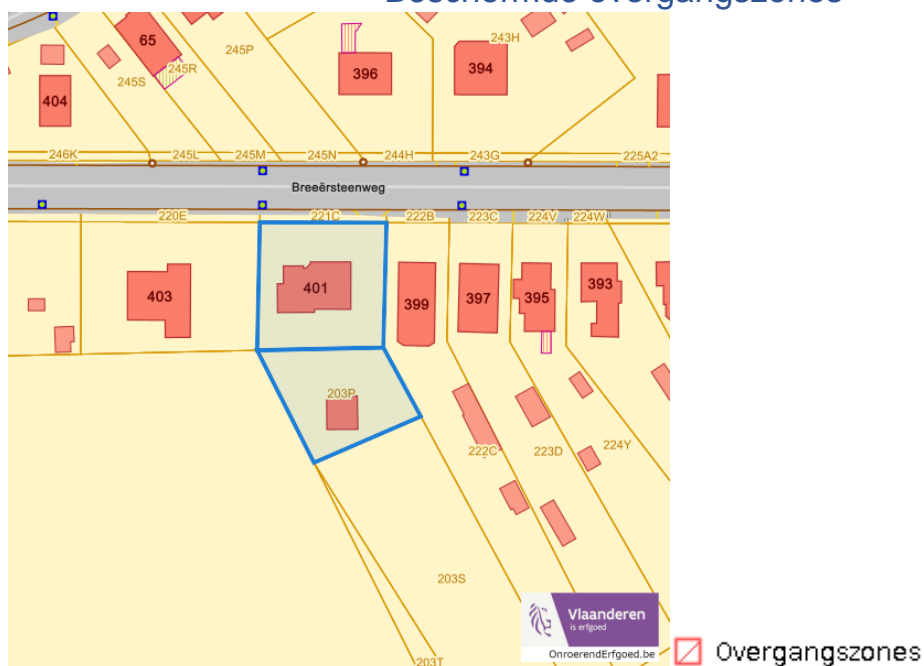 Beschermde overgangszones
65
245P
243H
245R
245S
396
394
404
246K
245L
245M
245N
244H
243G
225A2
Breeërsteenweg
220E
221C
222B
223C
224V
224W
403
401
399
397
395
393
203P
222C
223D
224Y
203S
203T
Vlaanderen
is erfgoed
OnroerendErfgoed.be
Overgangszones